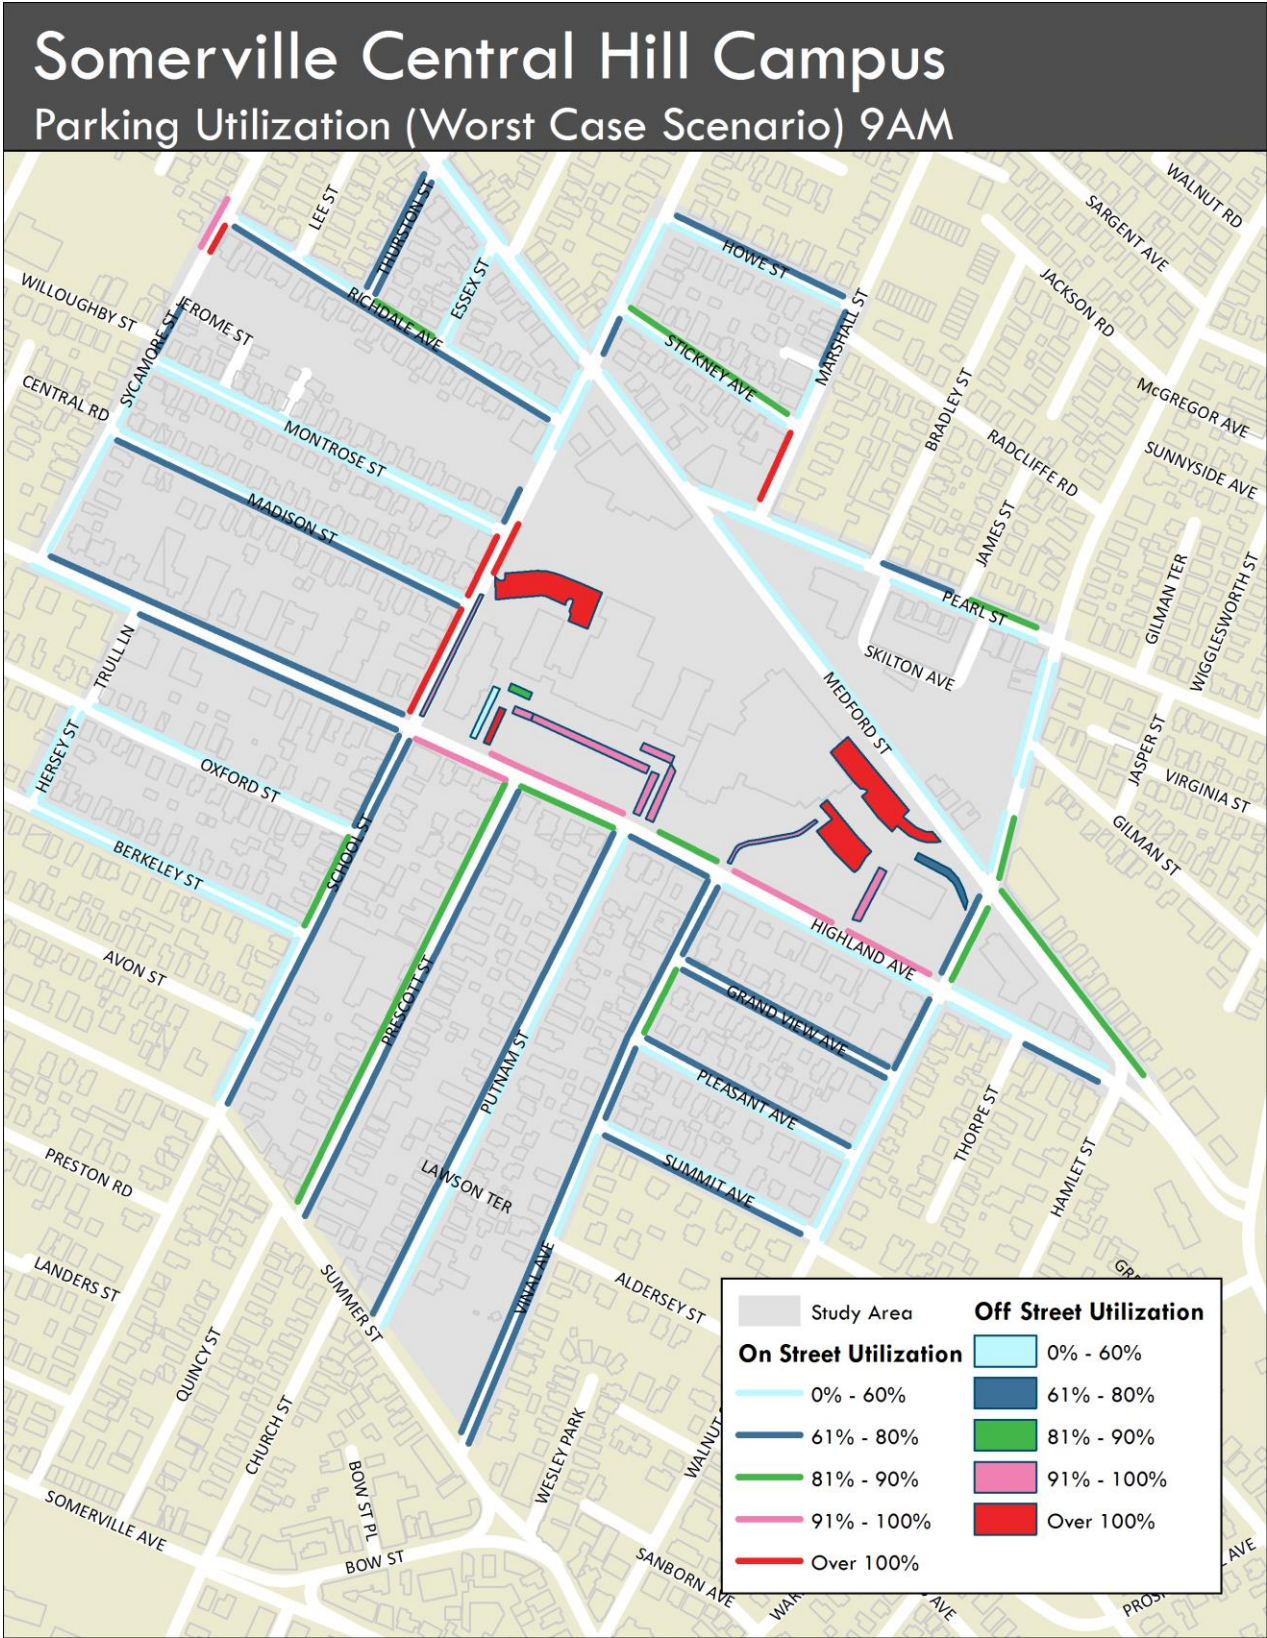 Somerville Central Hill Campus
Parking Utilization (Worst Case Scenario) 9AM
WALNUT RD
SARGENT AVE
LEE ST
THURSTON ST
HOWE ST
ESSEX ST
JACKSON RD
WILLOUGHBY ST
JEROME ST
RICHDALE AVE
MARSHALL ST
SYCAMORE ST
STICKNEY AVE
CENTRAL RD
BRADLEY ST
McGREGOR AVE
MONTROSE ST
RADCLIFFE RD
SUNNYSIDE AVE
MADISON ST
JAMES ST
GILMAN TER
WIGGLESWORTH ST
PEARL ST
TRULL LN
SKILTON AVE
MEDFORD ST
HERSEY ST
JASPER ST
OXFORD ST
VIRGINIA ST
GILMAN ST
BERKELEY ST
SCHOOL ST
HIGHLAND AVE
AVON ST
PRESCOTT ST
GRAND VIEW AVE
PUTNAM ST
PLEASANT AVE
THORPE ST
PRESTON RD
LAWSON TER
SUMMIT AVE
HAMLET ST
LANDERS ST
SUMMER ST
VINAL AVE
ALDERSEY ST
GRE
QUINCY ST
CHURCH ST
WESLEY PARK
WALNUT
BOW ST PL
SOMERVILLE AVE
BOW ST
SANBORN AVE
WAR
AVE
PROS
AVE
Study Area
On Street Utilization
0% - 60%
61% - 80%
81% - 90%
91% - 100%
Over 100%
Off Street Utilization
0% - 60%
61% - 80%
81% - 90%
91% - 100%
Over 100%